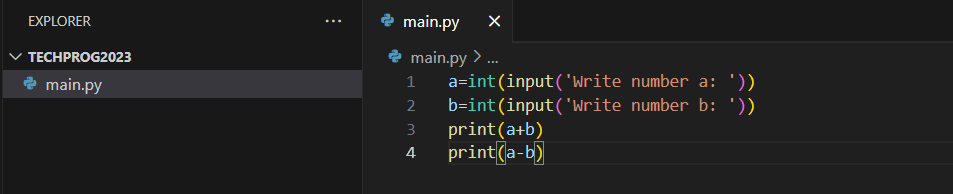 EXPLORER ...
TECHPROG2023
main.py
main.py
main.py > ...
1 a=int(input('Write number a: '))
2 b=int(input('Write number b: '))
3 print(a+b)
4 print(a-b)